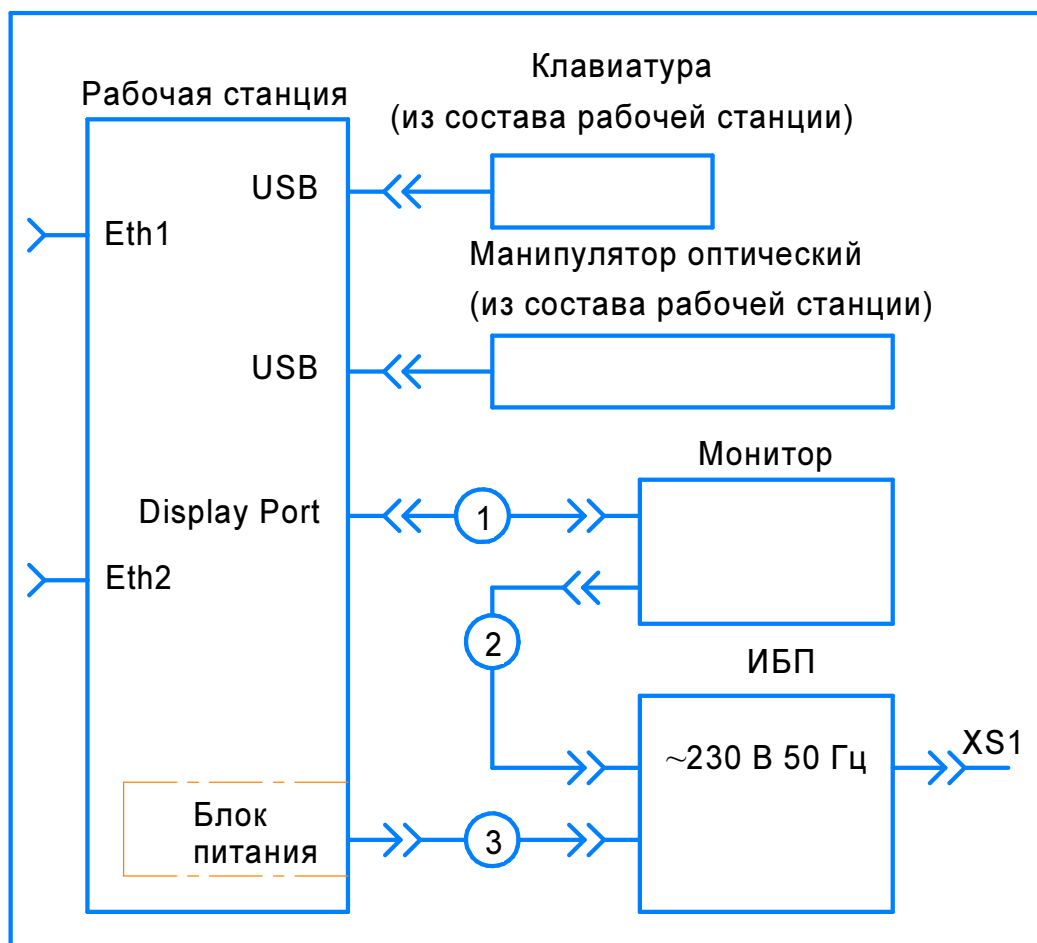 Клавиатура
Рабочая станция
(из состава рабочей станции)
USB
Eth1
Манипулятор оптический
(из состава рабочей станции)
USB
Монитор
Display Port
1
Eth2
2
ИБП
~230 В 50 Гц
XS1
Блок
питания
3